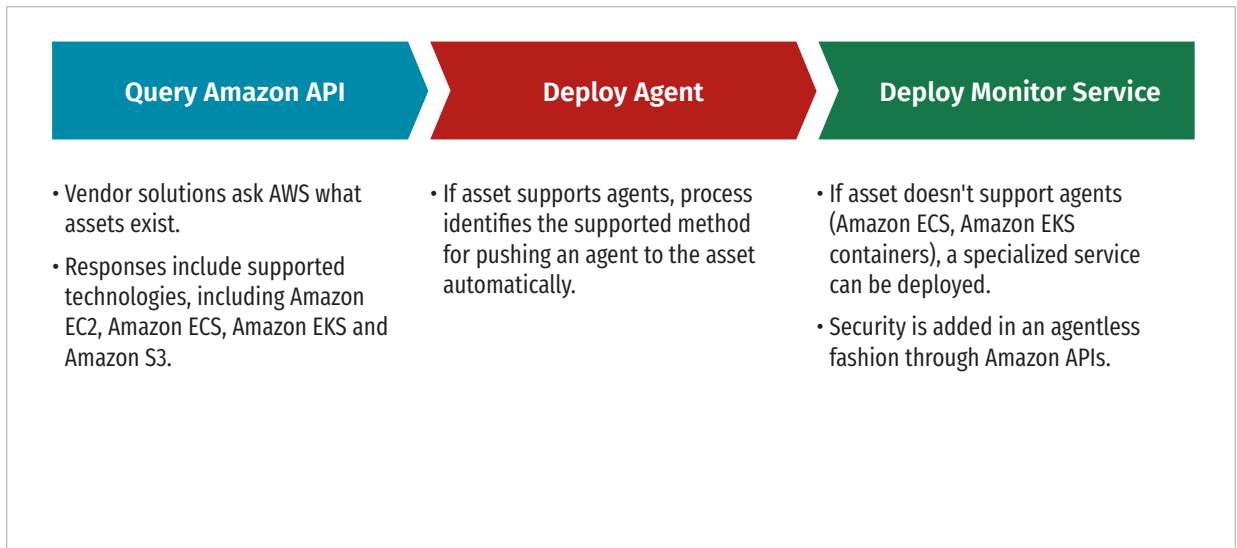 Query Amazon API
Deploy Agent
Deploy Monitor Service
• Vendor solutions ask AWS what
assets exist.
• Responses include supported
technologies, including Amazon
EC2, Amazon ECS, Amazon EKS and
Amazon S3.
• If asset supports agents, process
identifies the supported method
for pushing an agent to the asset
automatically.
• If asset doesn't support agents
(Amazon ECS, Amazon EKS
containers), a specialized service
can be deployed.
• Security is added in an agentless
fashion through Amazon APIs.